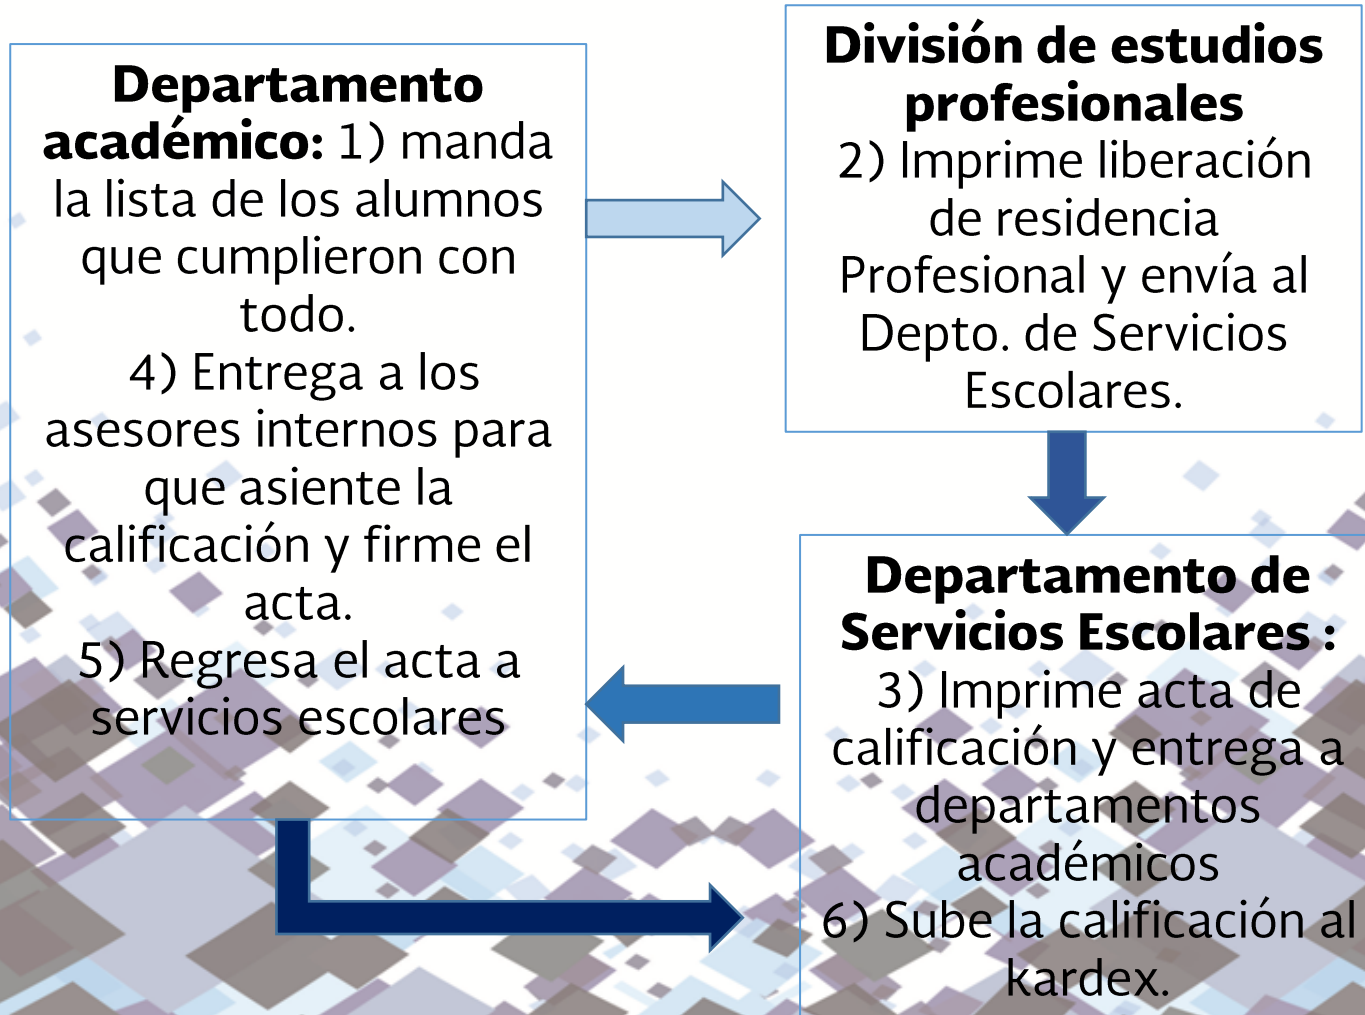 Departamento
académico: 1) manda
la lista de los alumnos
que cumplieron con
todo.
4) Entrega a los
asesores internos para
que asiente la
calificación y firme el
acta.
5) Regresa el acta a
servicios escolares
División de estudios
profesionales
2) Imprime liberación
de residencia
Profesional y envía al
Depto. de Servicios
Escolares.
Departamento de
Servicios Escolares :
3) Imprime acta de
calificación y entrega a
departamentos
académicos
6) Sube la calificación al
kardex.